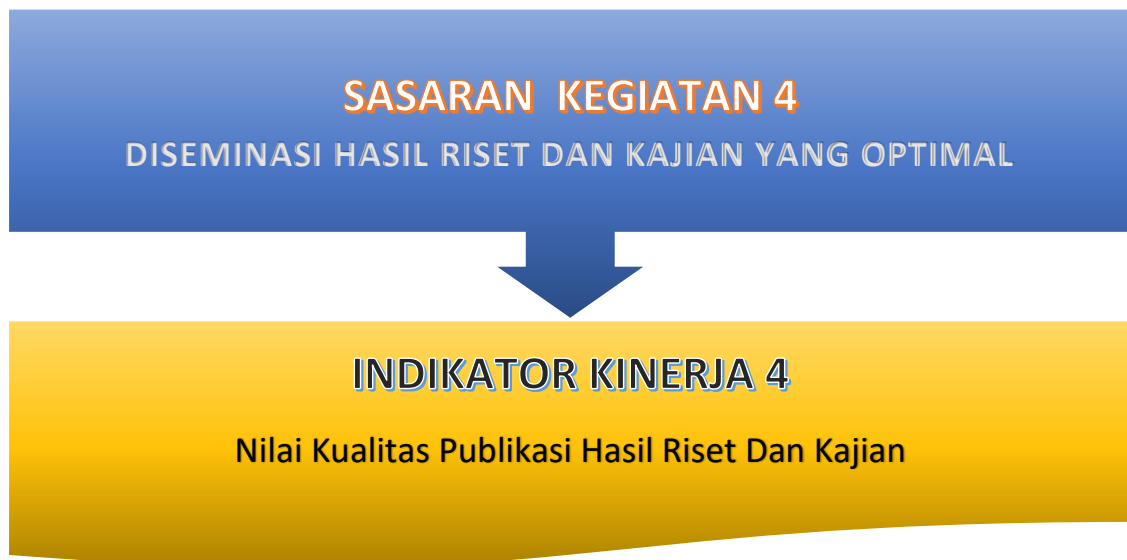 SASARAN KEGIATAN 4
DISEMINASI HASIL RISET DAN KAJIAN YANG OPTIMAL
INDIKATOR KINERJA 4
Nilai Kualitas Publikasi Hasil Riset Dan Kajian